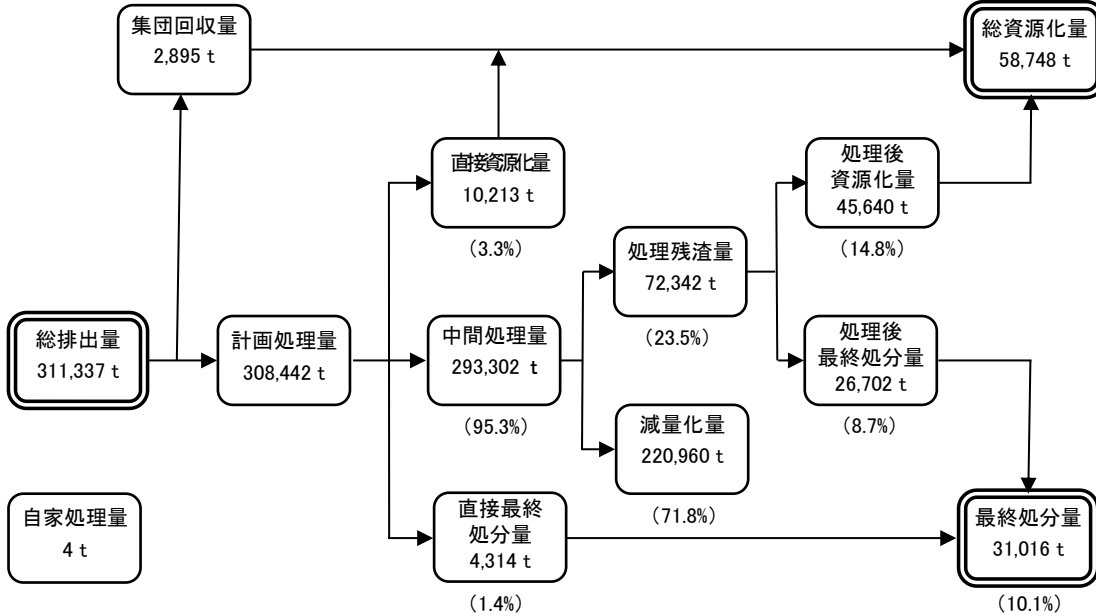 集団回収量
2,895 t
総資源化量
58,748 t
直接資源化量
10,213 t
(3.3%)
処理後
資源化量
45,640 t
(14.8%)
処理残渣量
72,342 t
(23.5%)
総排出量
311,337 t
計画処理量
308,442 t
中間処理量
293,302 t
(95.3%)
処理後
最終処分量
26,702 t
(8.7%)
減量化量
220,960 t
(71.8%)
自家処理量
4 t
直接最終
処分量
4,314 t
(1.4%)
最終処分量
31,016 t
(10.1%)